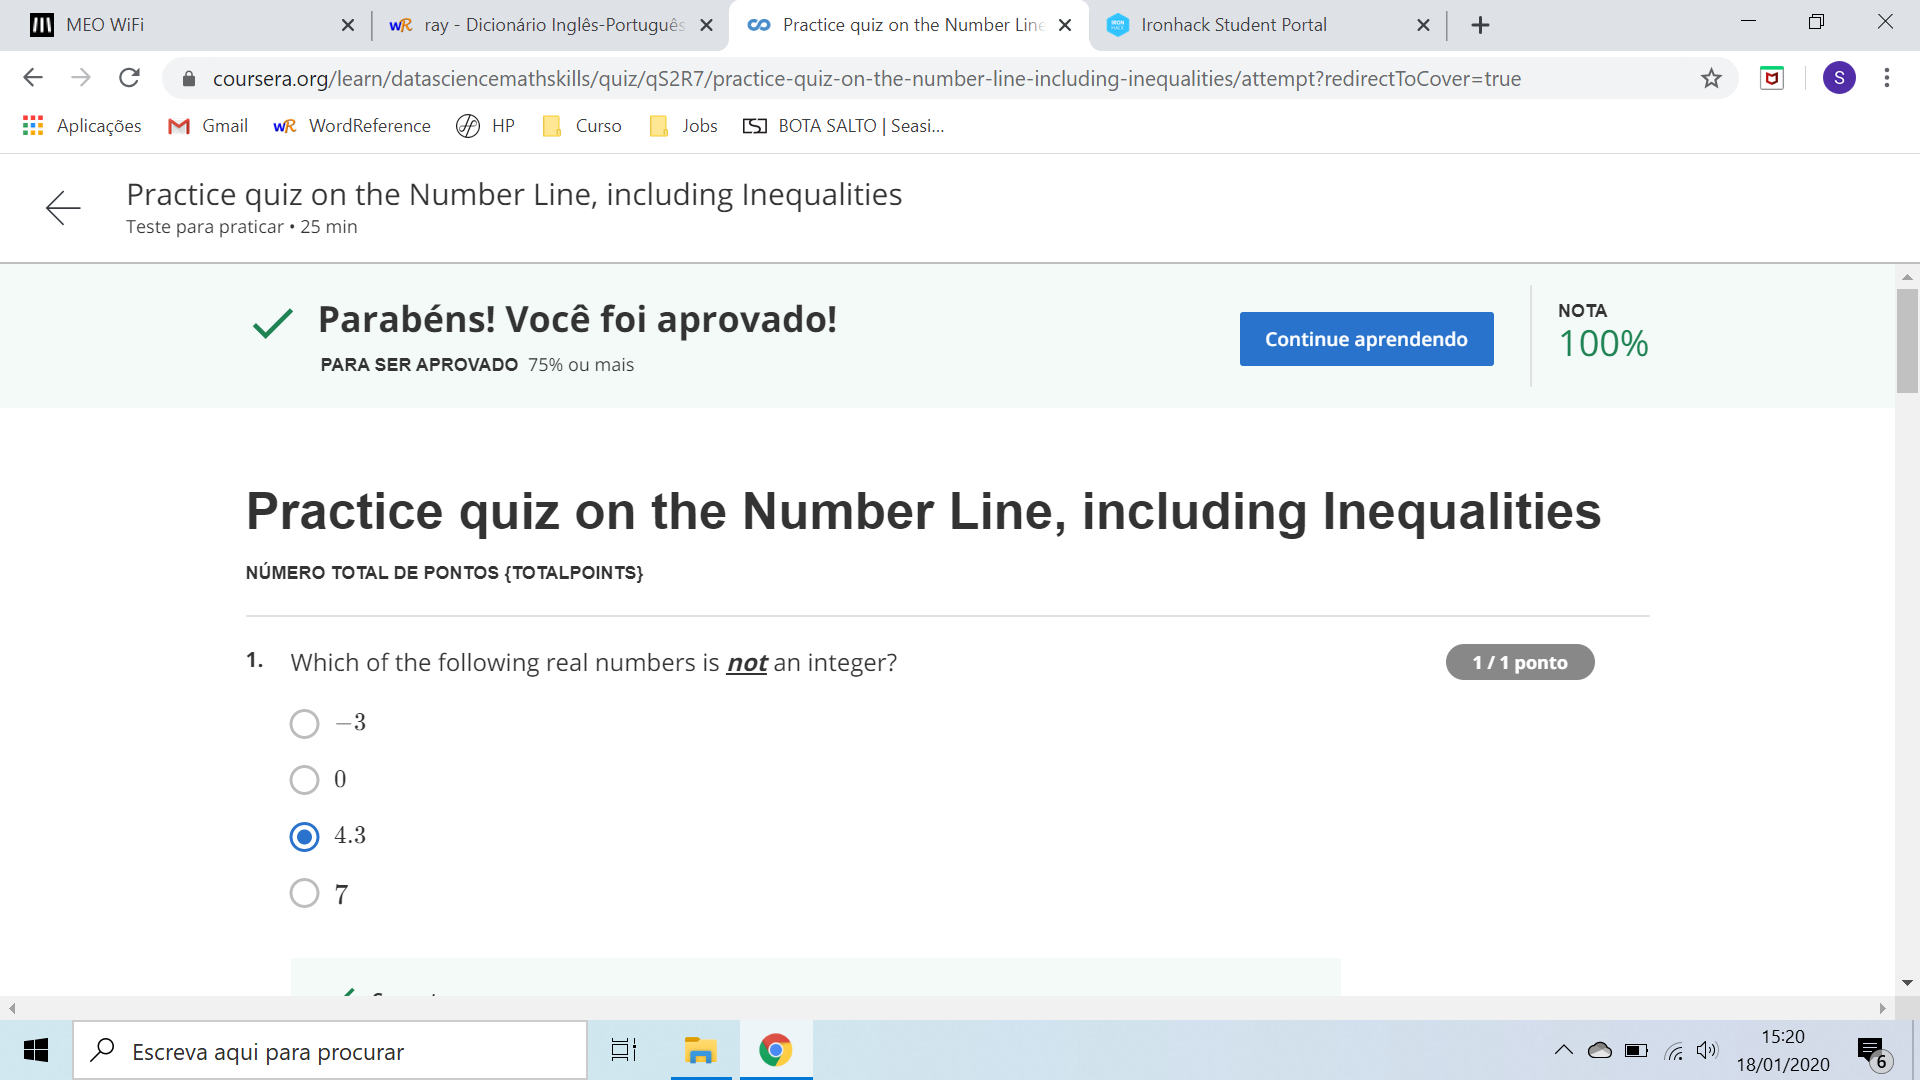 MEO WiFi
ray - Dicionário Inglês-Português
Practice quiz on the Number Line
Ironhack Student Portal
coursera.org/learn/datasciencemathskills/quiz/qS2R7/practice-quiz-on-the-number-line-including-inequalities/attempt?redirectToCover=true
S
Aplicações
Gmail
WordReference
HP
Curso
Jobs
BOTA SALTO | Seasi...
Practice quiz on the Number Line, including Inequalities
Teste para praticar • 25 min
Parabéns! Você foi aprovado!
PARA SER APROVADO 75% ou mais
Continue aprendendo
NOTA
100%
Practice quiz on the Number Line, including Inequalities
NÚMERO TOTAL DE PONTOS {TOTALPOINTS}
1. Which of the following real numbers is not an integer?
1 / 1 ponto
−3
0
4.3
7
Escreva aqui para procurar
15:20
18/01/2020
6